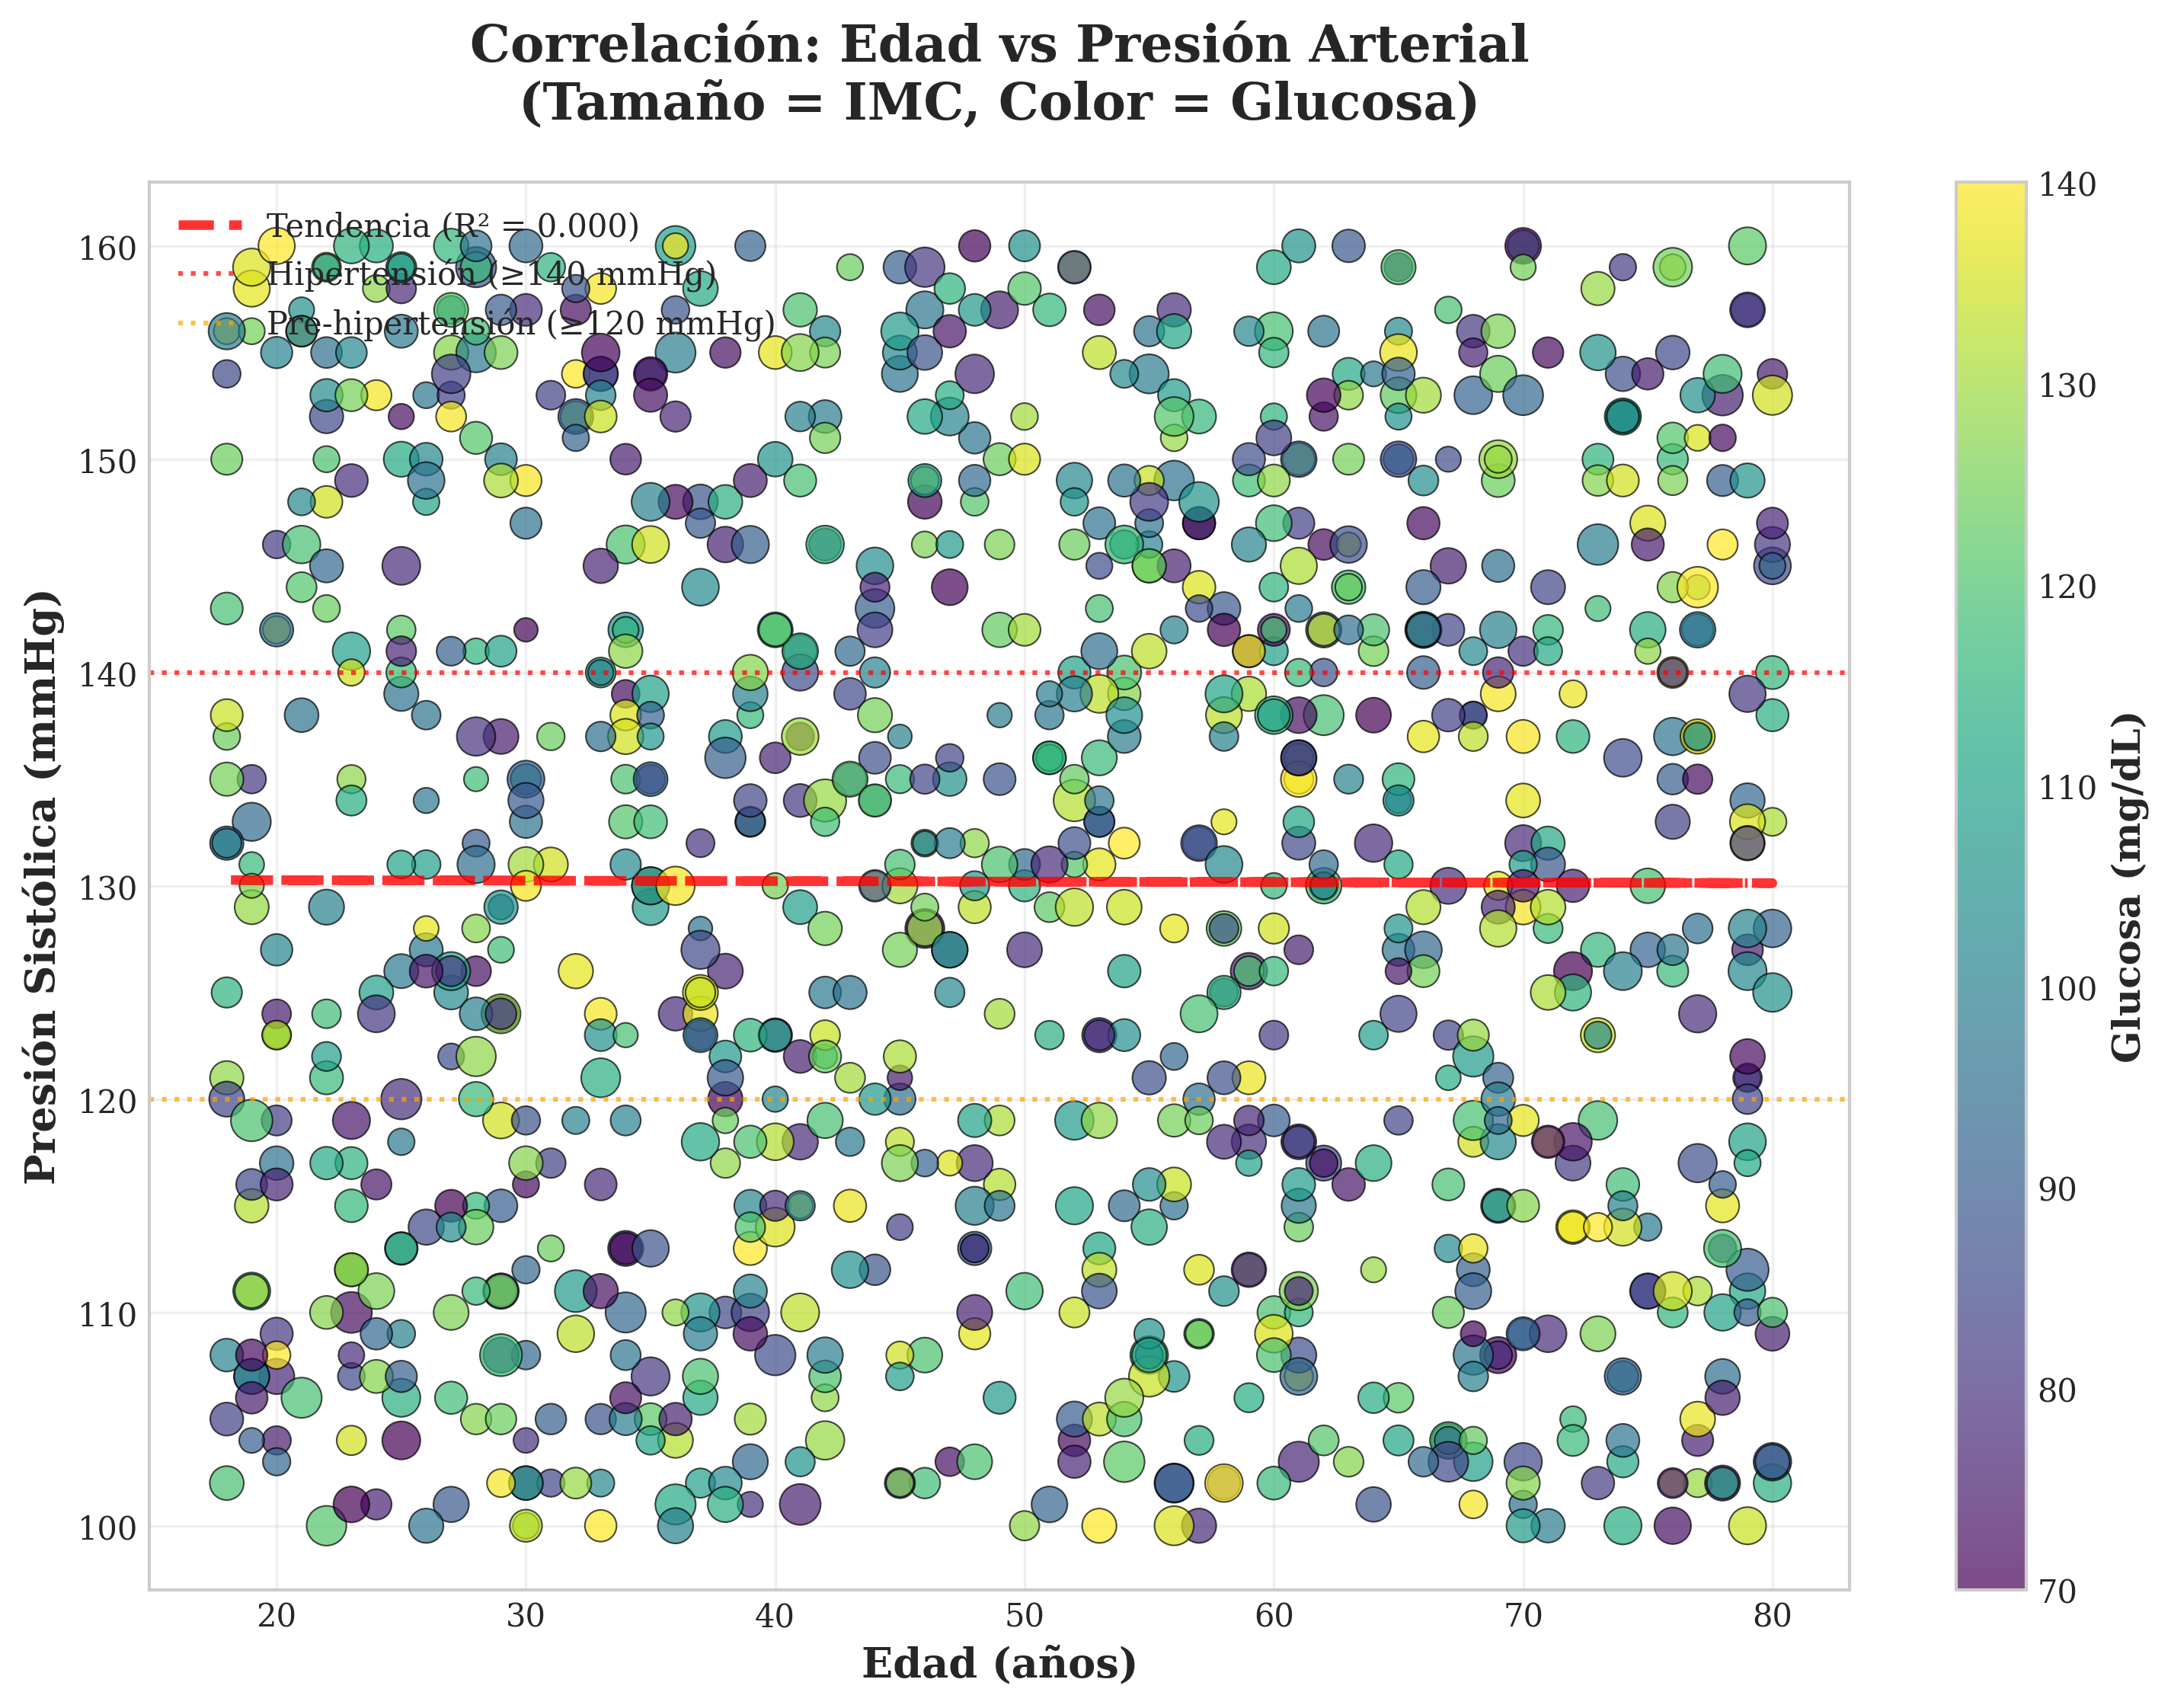 Correlación: Edad vs Presión Arterial
(Tamaño = IMC, Color = Glucosa)
Tendencia (R² = 0.000)
Hipertensión (≥140 mmHg)
Pre-hipertensión (≥120 mmHg)
Presión Sistólica (mmHg)
160
150
140
130
120
110
100
20 30 40 50 60 70 80
Edad (años)
140
130
120
110
100
90
80
70
Glucosa (mg/dL)